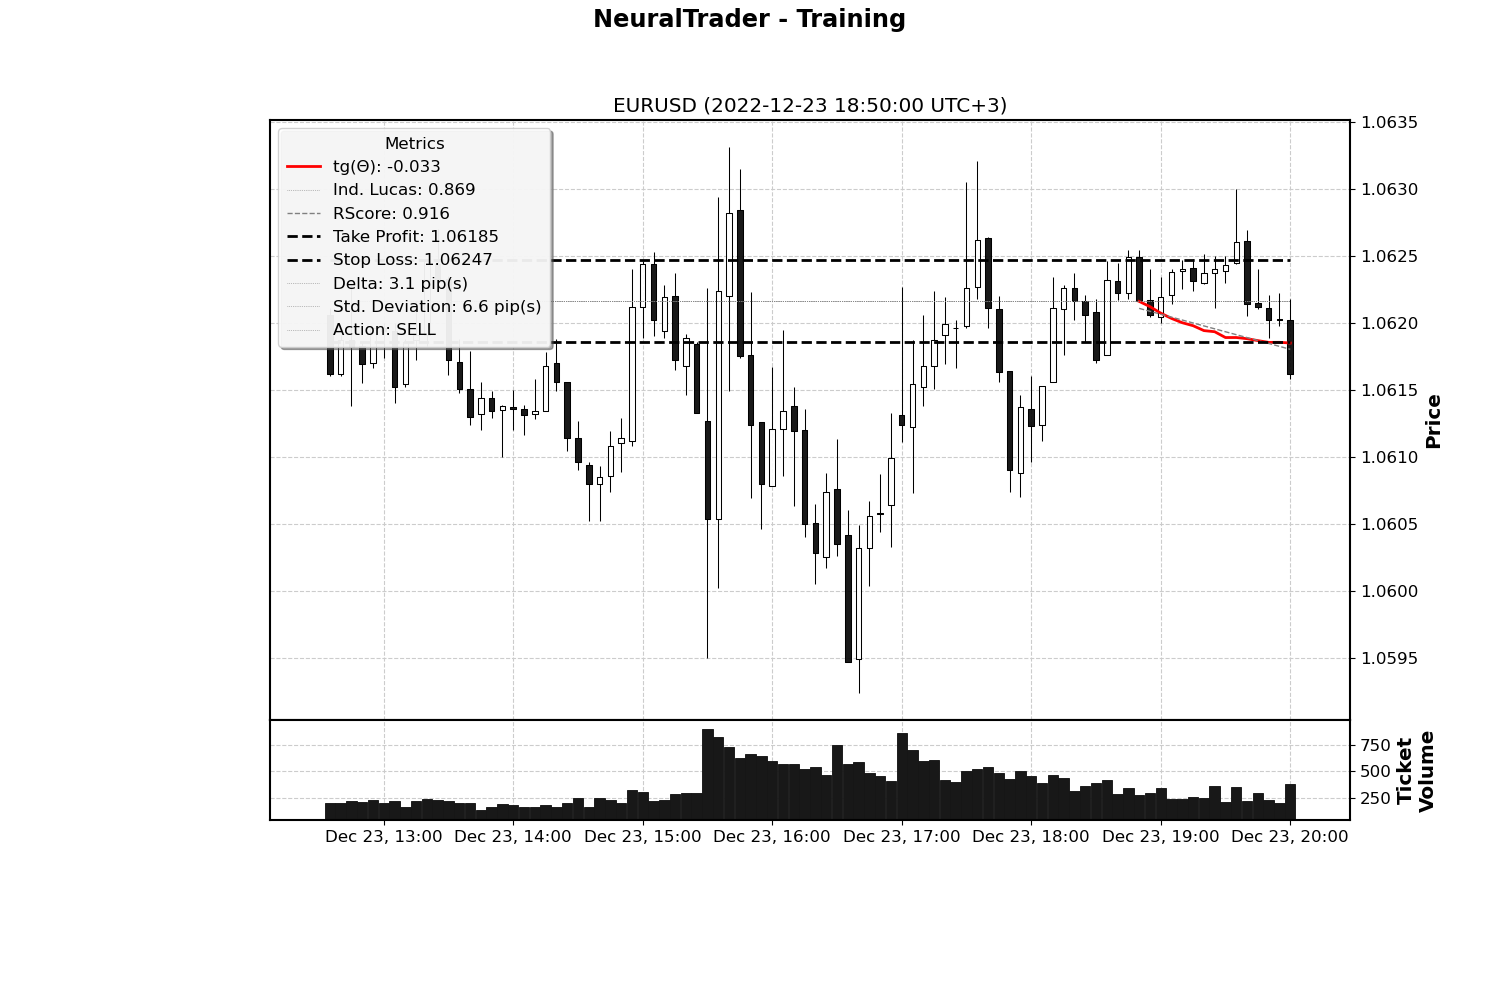 NeuralTrader - Training
EURUSD (2022-12-23 18:50:00 UTC+3)
Metrics
tg(Θ): -0.033
Ind. Lucas: 0.869
RScore: 0.916
Take Profit: 1.06185
Stop Loss: 1.06247
Delta: 3.1 pip(s)
Std. Deviation: 6.6 pip(s)
Action: SELL
1.0635
1.0630
1.0625
1.0620
1.0615
1.0610
1.0605
1.0600
1.0595
Price
750
500
250
Ticket
Volume
Dec 23, 13:00 Dec 23, 14:00 Dec 23, 15:00 Dec 23, 16:00 Dec 23, 17:00 Dec 23, 18:00 Dec 23, 19:00 Dec 23, 20:00